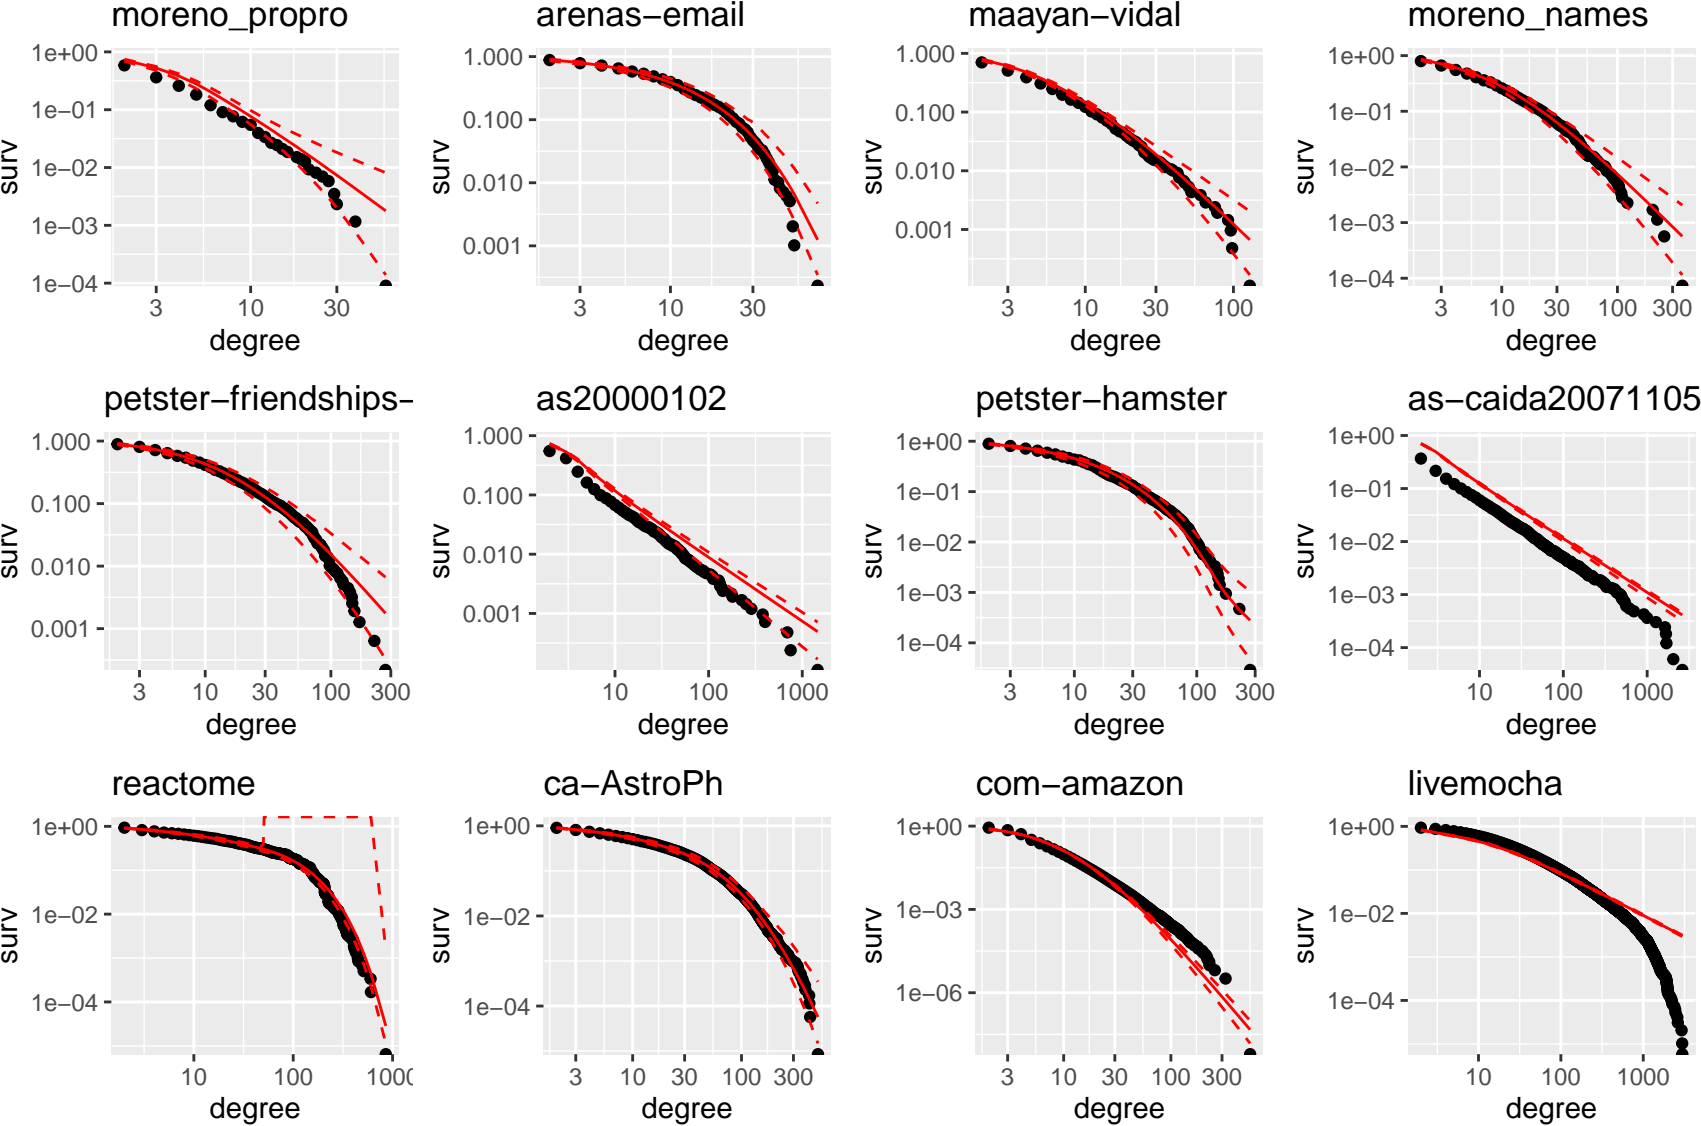 moreno_propro arenas−email maayan−vidal moreno_names
1e+00 1.000 1.000 1e+00
1e−01 0.100 0.100 1e−01
1e−02 0.010 0.010 1e−02
1e−03 0.001 0.001 1e−03
1e−04 1e−04
surv surv surv surv
3 10 30 3 10 30 3 10 30 100 3 10 30 100 300
degree degree degree degree
petster−friendships− as20000102 petster−hamster as−caida20071105
1.000 1.000 1e+00 1e+00
0.100 0.100 1e−01 1e−01
0.010 0.010 1e−02 1e−02
0.001 0.001 1e−03 1e−03
1e−04 1e−04
surv surv surv surv
3 10 30 100 300 10 100 1000 3 10 30 100 300 10 100 1000
degree degree degree degree
reactome ca−AstroPh com−amazon livemocha
1e+00 1e+00 1e+00 1e+00
1e−02 1e−02 1e−03 1e−02
1e−04 1e−04 1e−06 1e−04
surv surv surv surv
10 100 1000 3 10 30 100 300 3 10 30 100 300 10 100 1000
degree degree degree degree